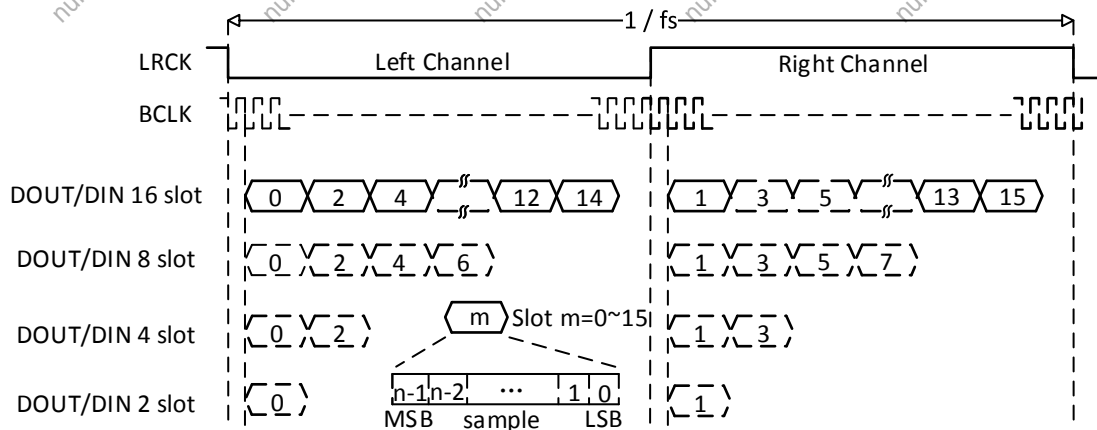 1 / fs
LRCK Left Channel Right Channel
BCLK
DOUT/DIN 16 slot 0 2 4 12 14 1 3 5 13 15
DOUT/DIN 8 slot 0 2 4 6 1 3 5 7
DOUT/DIN 4 slot 0 2 m Slot m=0~15 1 3
DOUT/DIN 2 slot 0 n-1 n-2 ... 1 0 1
MSB sample LSB